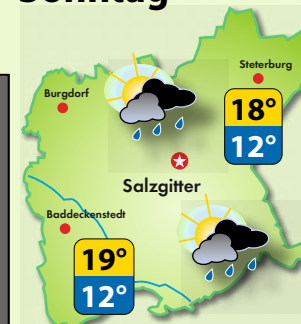 Sonntag
Steterburg
Burgdorf
18°
12°
Salzgitter
Baddeckenstedt
19°
12°